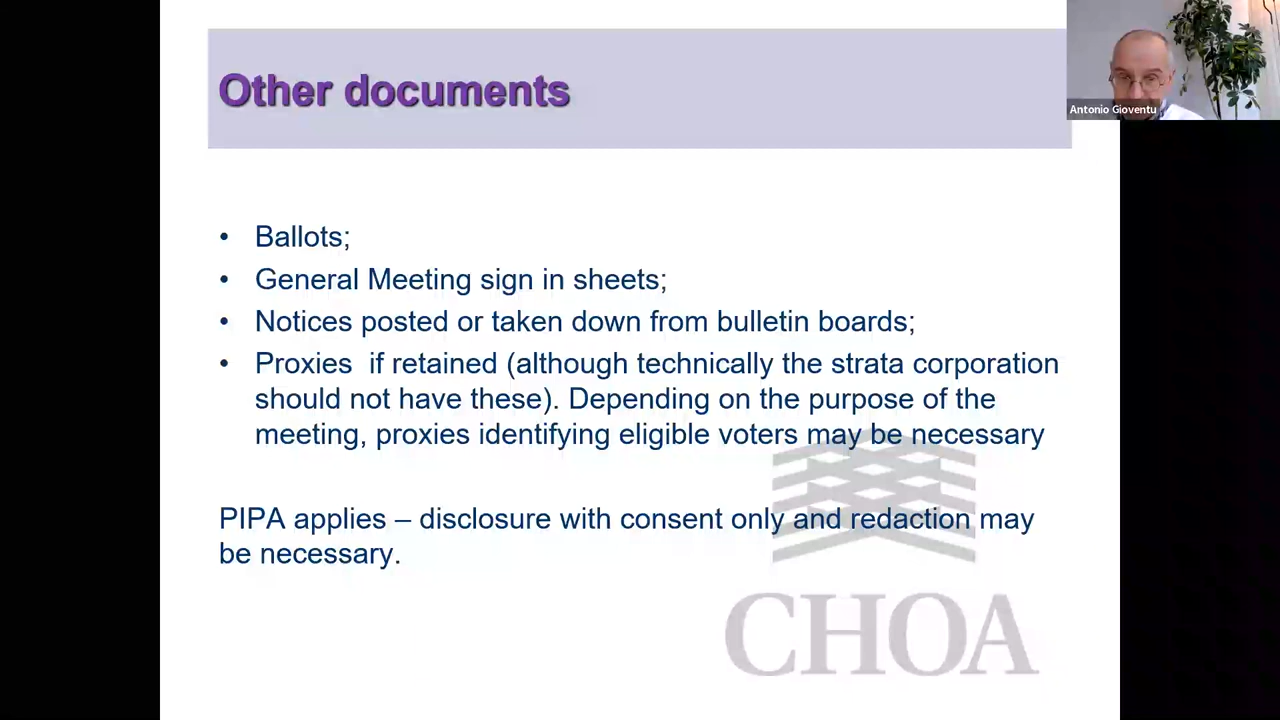 Other documents
Antonio Gioventu
• Ballots;
• General Meeting sign in sheets;
• Notices posted or taken down from bulletin boards;
• Proxies  if retained (although technically the strata corporation
should not have these). Depending on the purpose of the
meeting, proxies identifying eligible voters may be necessary
PIPA applies – disclosure with consent only and redaction may
be necessary.
CHOA